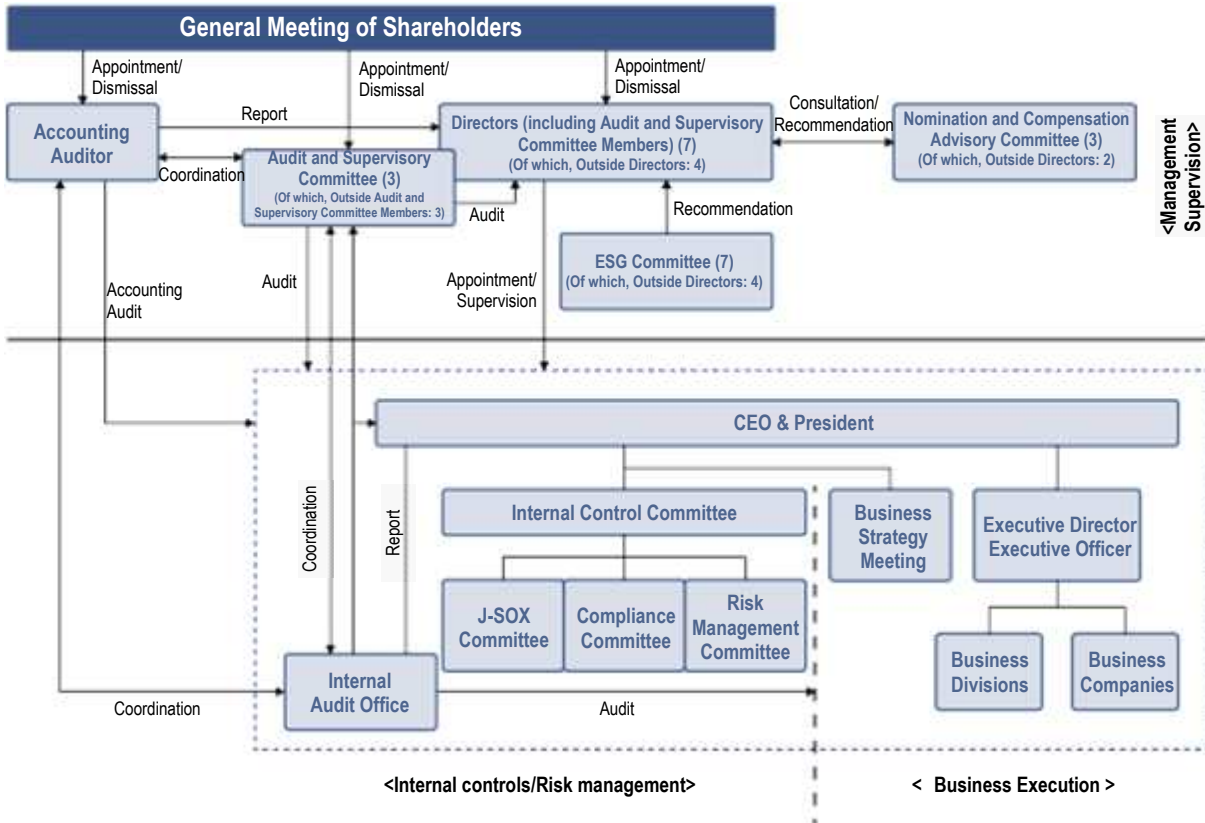 General Meeting of Shareholders
Appointment/
Dismissal
Appointment/
Dismissal
Appointment/
Dismissal
Accounting
Auditor
Report
Coordination
Audit and Supervisory
Committee (3)
(Of which, Outside Audit and
Supervisory Committee Members: 3)
Directors (including Audit and Supervisory
Committee Members) (7)
(Of which, Outside Directors: 4)
Consultation/
Recommendation
Nomination and Compensation
Advisory Committee (3)
(Of which, Outside Directors: 2)
<Management
Supervision>
Audit
Recommendation
ESG Committee (7)
(Of which, Outside Directors: 4)
Accounting
Audit
Audit
Appointment/
Supervision
CEO & President
Coordination
Report
Internal Control Committee
Business
Strategy
Meeting
Executive Director
Executive Officer
J-SOX
Committee
Compliance
Committee
Risk
Management
Committee
Business
Divisions
Business
Companies
Internal
Audit Office
Coordination
Audit
<Internal controls/Risk management>
< Business Execution >